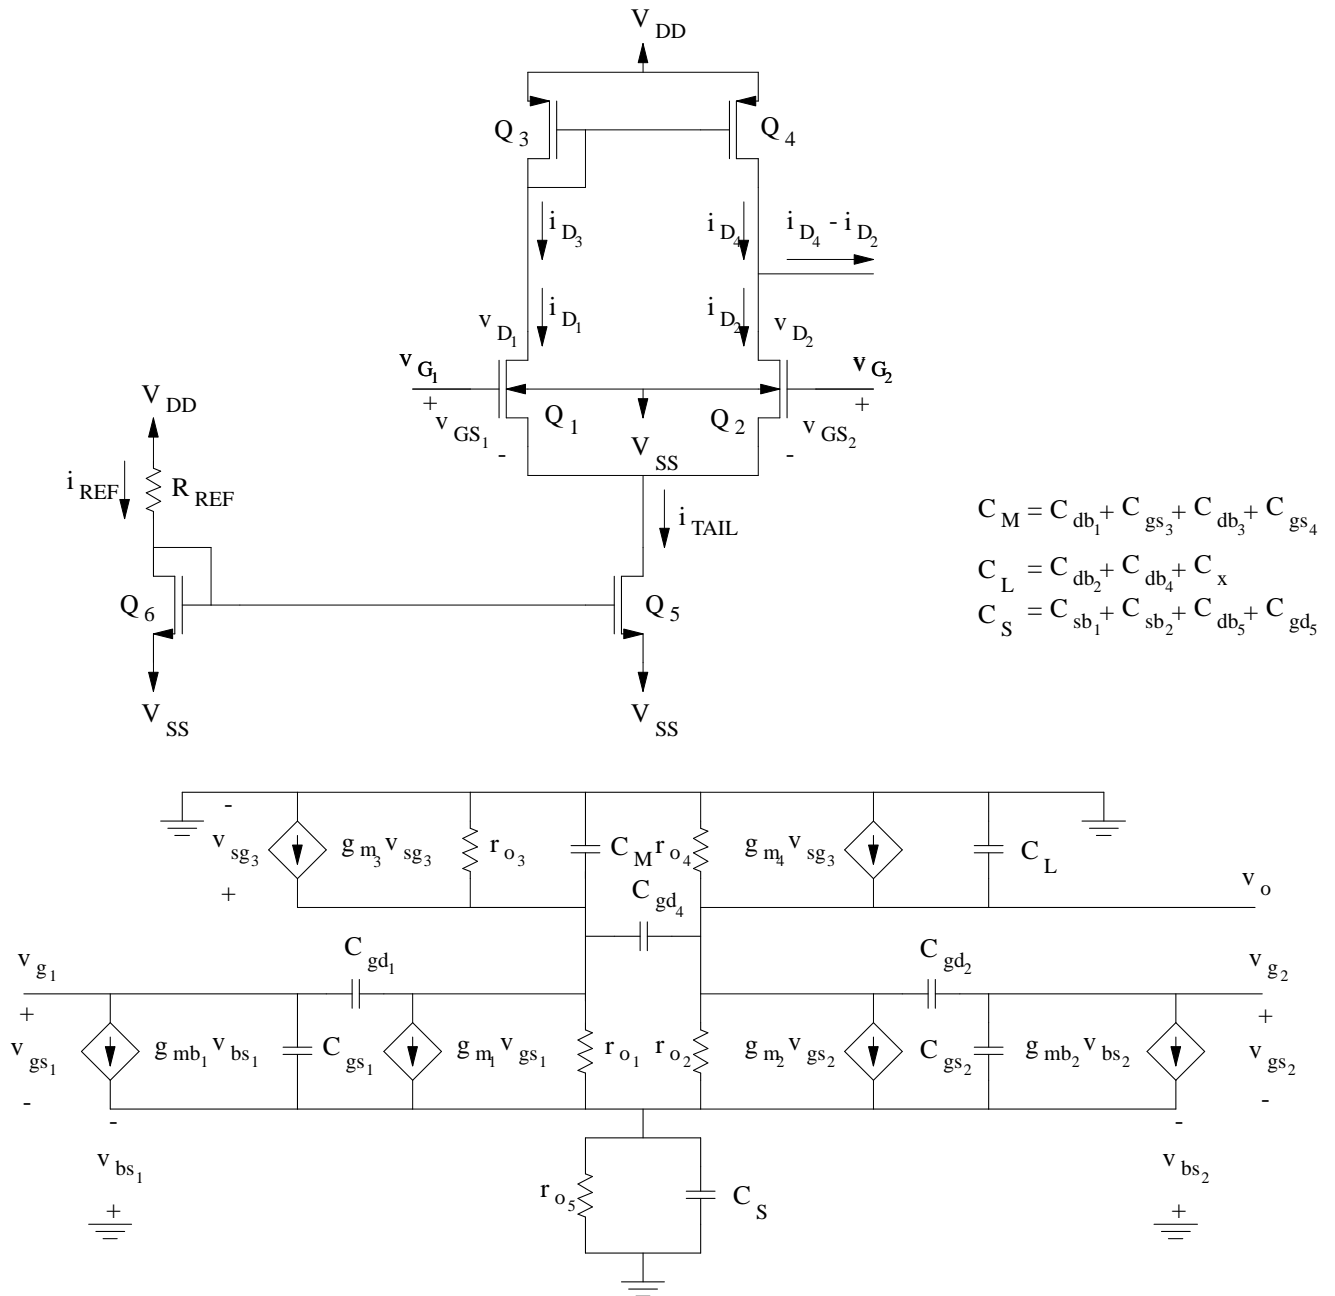 V DD
Q 3
Q 4
i D3
i D4
i D4 - i D2
i D1
i D2
v D1
v D2
v G1
v G2
+
+
V DD
Q 1
Q 2
v GS1
v GS2
-
-
V SS
i REF
R REF
i TAIL
C M = C db1 + C gs3 + C db3 + C gs4
C L = C db2 + C db4 + C x
C S = C sb1 + C sb2 + C db5 + C gd5
Q 6
Q 5
V SS
V SS
-
v sg3
+
g m3 v sg3
r o3
C M
r o4
g m4 v sg3
C L
C gd4
v o
v g1
C gd1
C gd2
v g2
+
+
v gs1
g mb1 v bs1
C gs1
g m1 v gs1
r o1
r o2
g m2 v gs2
C gs2
g mb2 v bs2
v gs2
-
-
-
-
v bs1
v bs2
+
+
r o5
C S